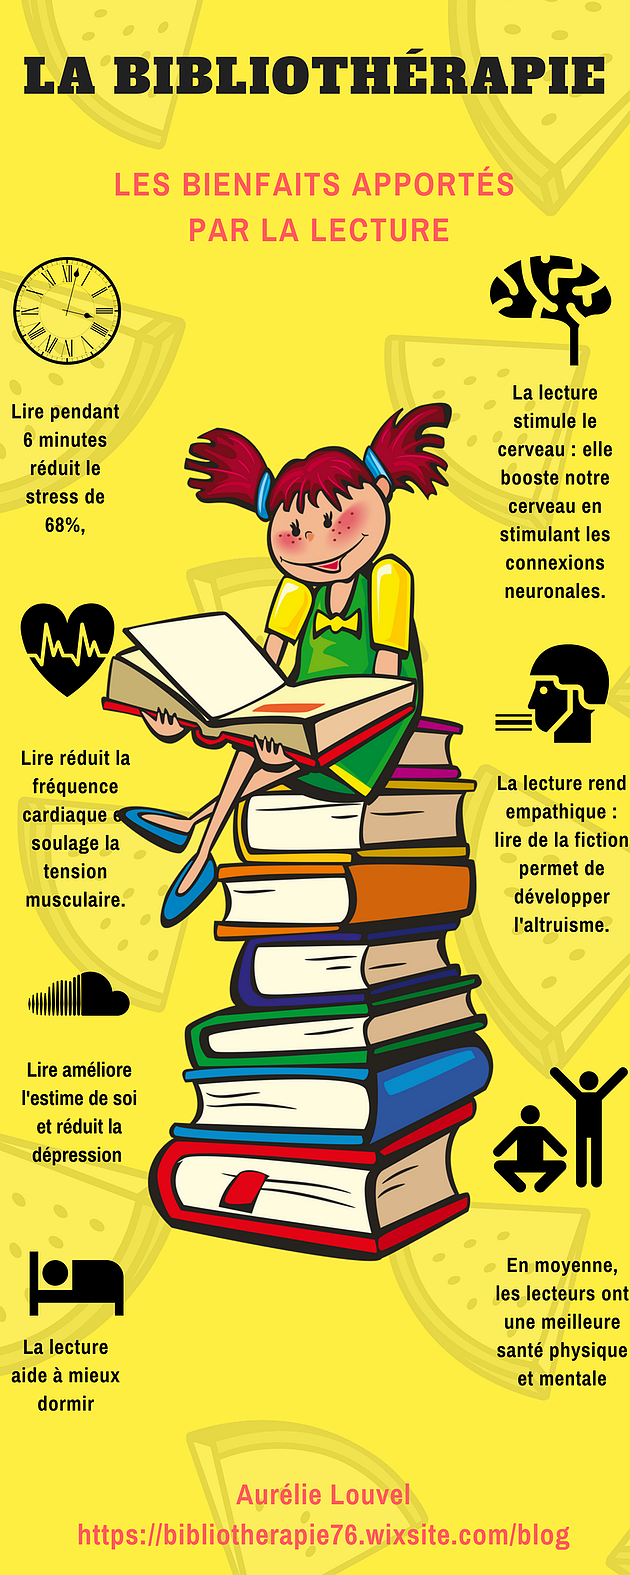 LA BIBLIOTHÉRAPIE
LES BIENFAITS APPORTÉS
PAR LA LECTURE
Lire pendant
6 minutes
réduit le
stress de
68%,
Lire réduit la
fréquence
cardiaque e
soulage la
tension
musculaire.
Lire améliore
l'estime de soi
et réduit la
dépression
La lecture
aide à mieux
dormir
La lecture
stimule le
cerveau : elle
booste notre
cerveau en
stimulant les
connexions
neuronales.
La lecture rend
empathique :
lire de la fiction
permet de
développer
l'altruisme.
En moyenne,
les lecteurs ont
une meilleure
santé physique
et mentale
Aurélie Louvel
https://bibliotherapie76.wixsite.com/blog